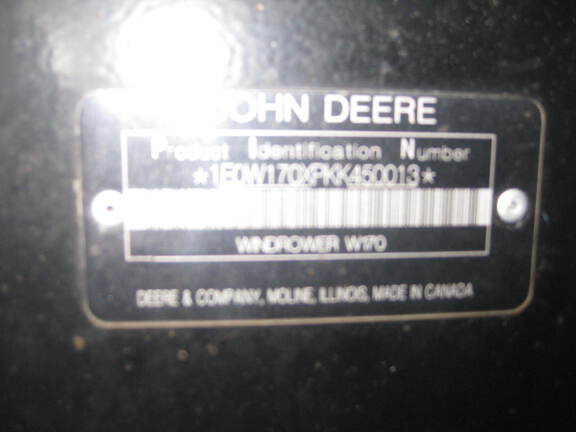 JOHN DEERE
Product Identification Number
*1E0W170XPKK450013*
WINDROWER W170
DEERE & COMPANY, MOLINE, ILLINOIS, MADE IN CANADA